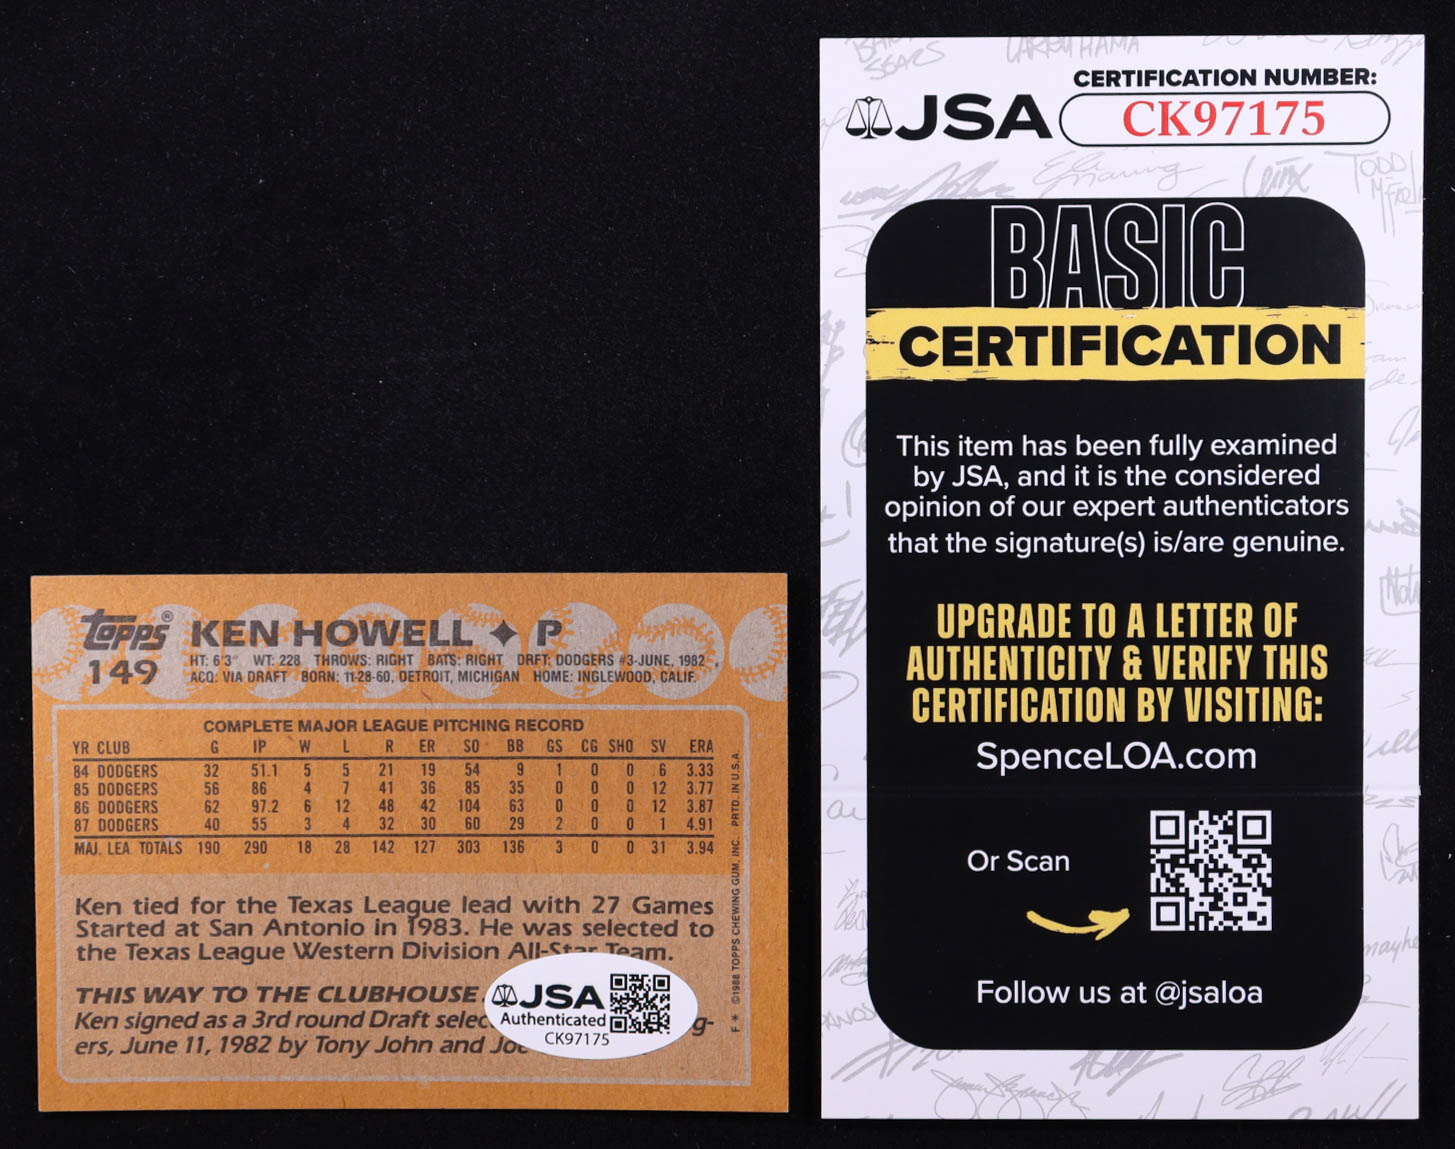 topps®
149
KEN HOWELL ✦ P
HT: 6'3" WT: 228 THROWS: RIGHT BATS: RIGHT DRFT: DODGERS #3-JUNE, 1982
ACQ: VIA DRAFT BORN: 11-28-60, DETROIT, MICHIGAN HOME: INGLEWOOD, CALIF.
COMPLETE MAJOR LEAGUE PITCHING RECORD
YR CLUB G IP W L R ER SO BB GS CG SHO SV ERA
84 DODGERS 32 51.1 5 5 21 19 54 9 1 0 0 6 3.33
85 DODGERS 56 86 4 7 41 36 85 35 0 0 0 12 3.77
86 DODGERS 62 97.2 6 12 48 42 104 63 0 0 0 12 3.87
87 DODGERS 40 55 3 4 32 30 60 29 2 0 0 1 4.91
MAJ. LEA. TOTALS 190 290 18 28 142 127 303 136 3 0 0 31 3.94
Ken tied for the Texas League lead with 27 Games
Started at San Antonio in 1983. He was selected to
the Texas League Western Division All-Star Team.
THIS WAY TO THE CLUBHOUSE
Ken signed as a 3rd round Draft selec g-
ers, June 11, 1982 by Tony John and Joe
F * ©1988 TOPPS CHEWING GUM, INC. PRTD. IN U.S.A.
JSA
Authenticated
CK97175
JSA
CERTIFICATION NUMBER:
CK97175
BASIC
CERTIFICATION
This item has been fully examined
by JSA, and it is the considered
opinion of our expert authenticators
that the signature(s) is/are genuine.
UPGRADE TO A LETTER OF
AUTHENTICITY & VERIFY THIS
CERTIFICATION BY VISITING:
SpenceLOA.com
Or Scan
Follow us at @jsaloa